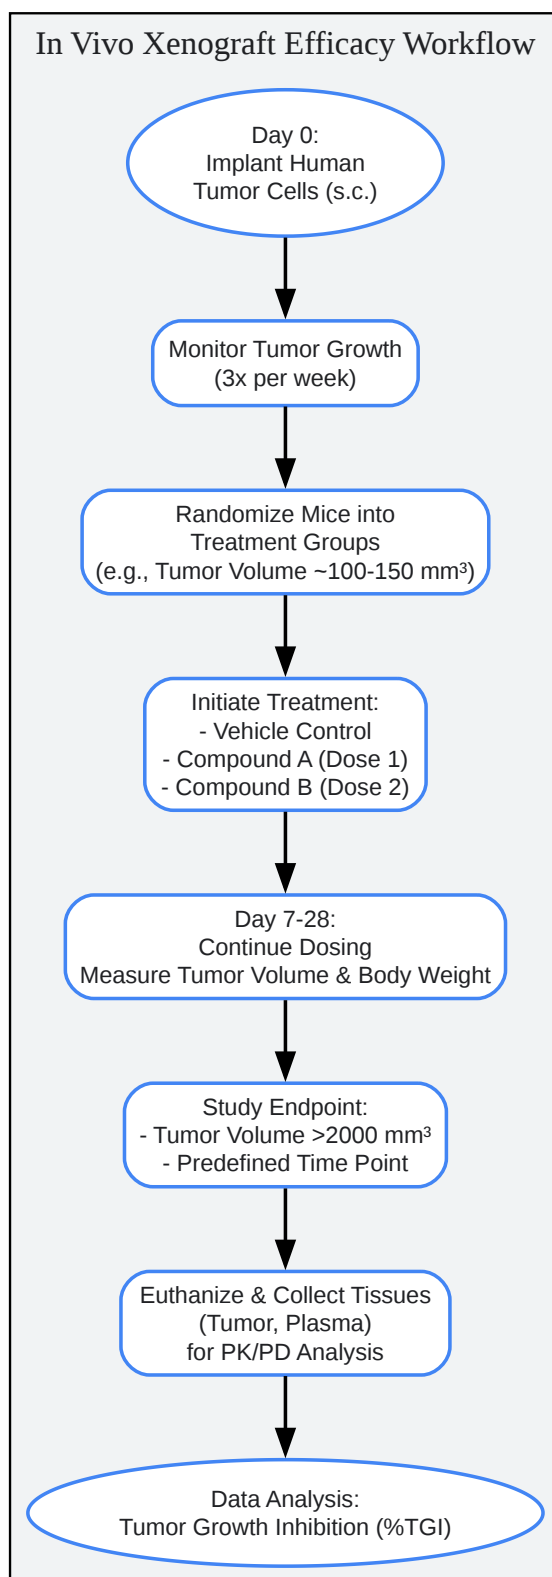 In Vivo Xenograft Efficacy Workflow
Day 0:
Implant Human
Tumor Cells (s.c.)
Monitor Tumor Growth
(3x per week)
Randomize Mice into
Treatment Groups
(e.g., Tumor Volume ~100-150 mm³)
Initiate Treatment:
- Vehicle Control
- Compound A (Dose 1)
- Compound B (Dose 2)
Day 7-28:
Continue Dosing
Measure Tumor Volume & Body Weight
Study Endpoint:
- Tumor Volume >2000 mm³
- Predefined Time Point
Euthanize & Collect Tissues
(Tumor, Plasma)
for PK/PD Analysis
Data Analysis:
Tumor Growth Inhibition (%TGI)